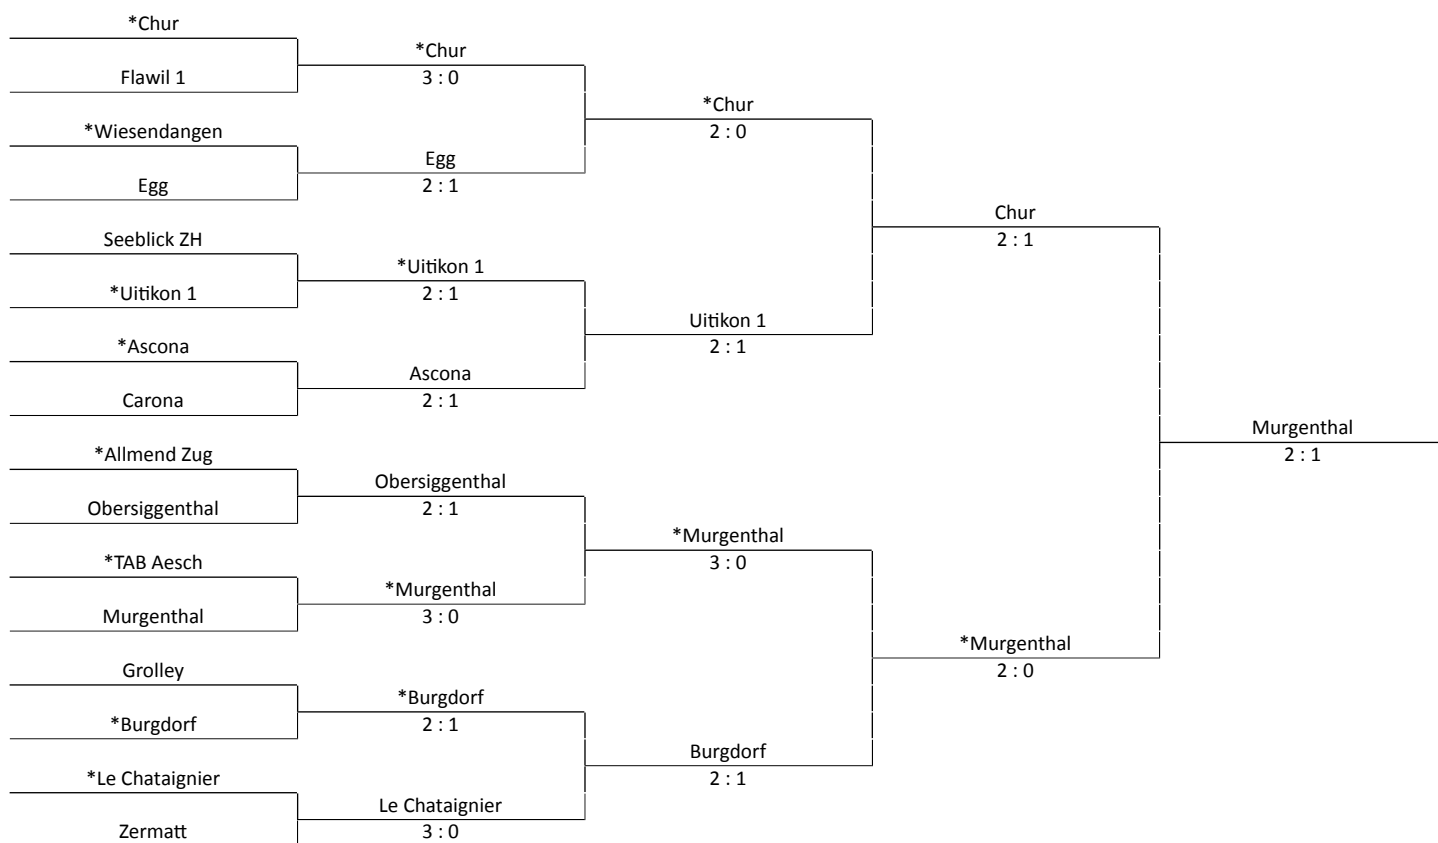 *Chur
*Chur
Flawil 1
3 : 0
*Chur
*Wiesendangen
2 : 0
Egg
Egg
2 : 1
Chur
Seeblick ZH
2 : 1
*Uitikon 1
*Uitikon 1
2 : 1
Uitikon 1
*Ascona
2 : 1
Ascona
Carona
2 : 1
Murgenthal
*Allmend Zug
2 : 1
Obersiggenthal
Obersiggenthal
2 : 1
*Murgenthal
*TAB Aesch
3 : 0
*Murgenthal
Murgenthal
3 : 0
*Murgenthal
Grolley
2 : 0
*Burgdorf
*Burgdorf
2 : 1
Burgdorf
*Le Chataignier
2 : 1
Le Chataignier
Zermatt
3 : 0